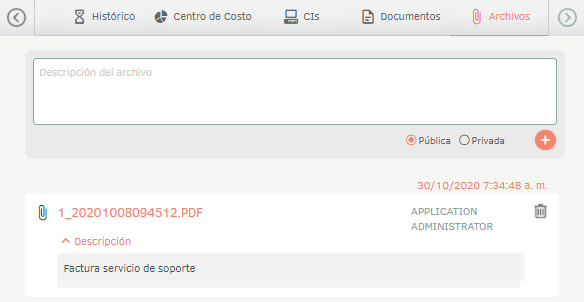 Histórico Centro de Costo CIs Documentos Archivos
Descripción del archivo
Pública Privada
30/10/2020 7:34:48 a. m.
1_20201008094512.PDF
APPLICATION
ADMINISTRATOR
Descripción
Factura servicio de soporte